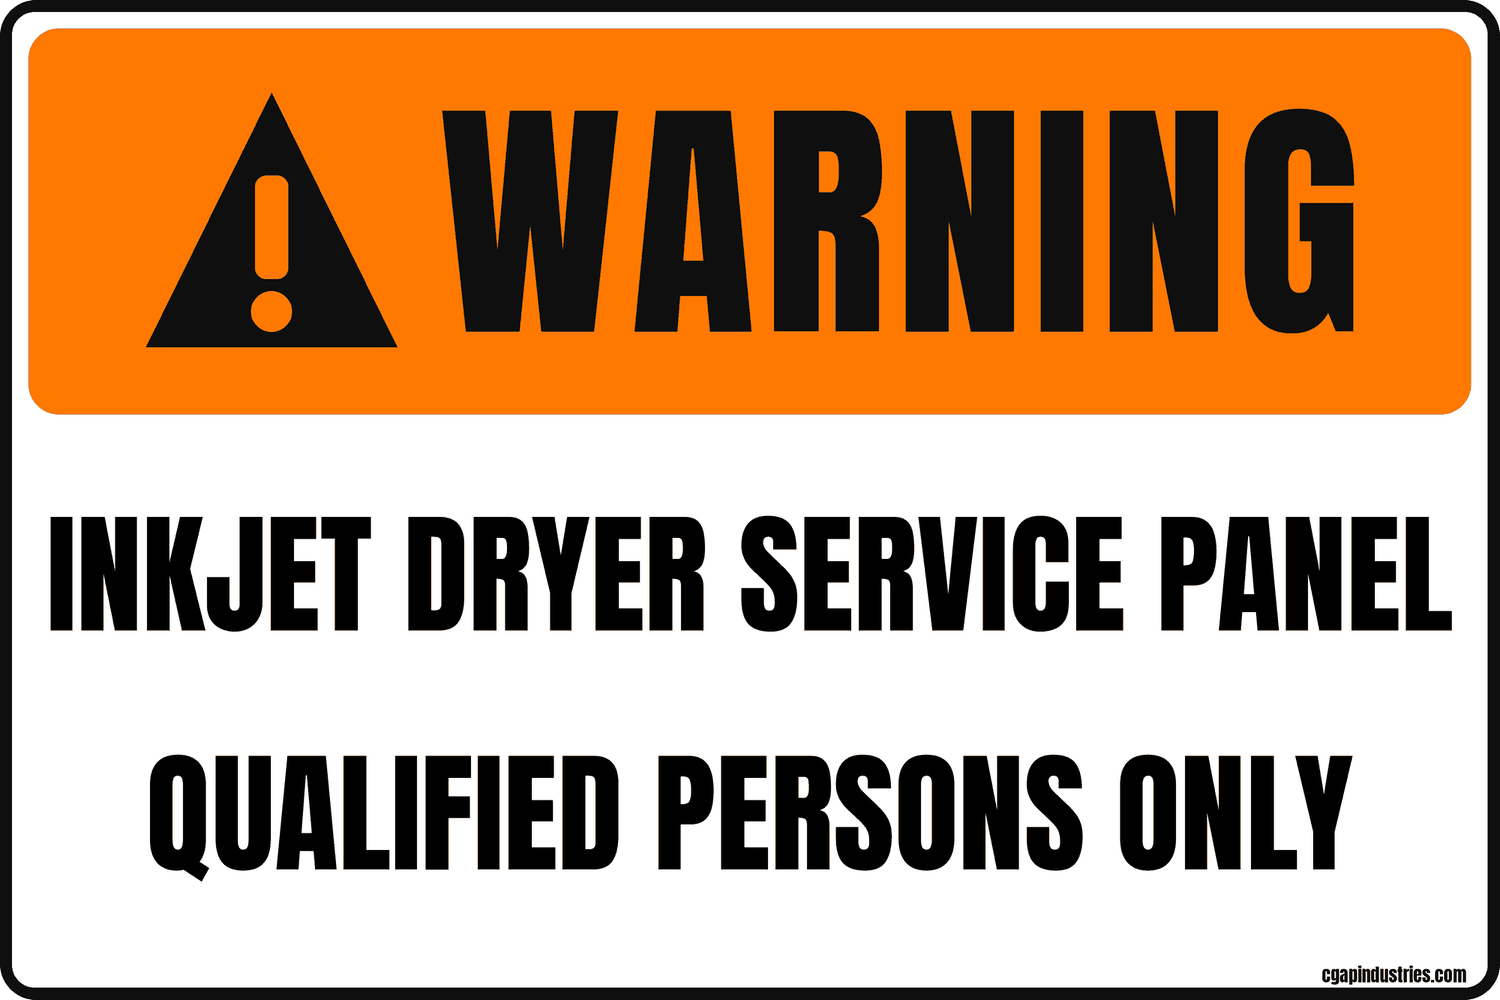 WARNING
INKJET DRYER SERVICE PANEL
QUALIFIED PERSONS ONLY
cgapindustries.com